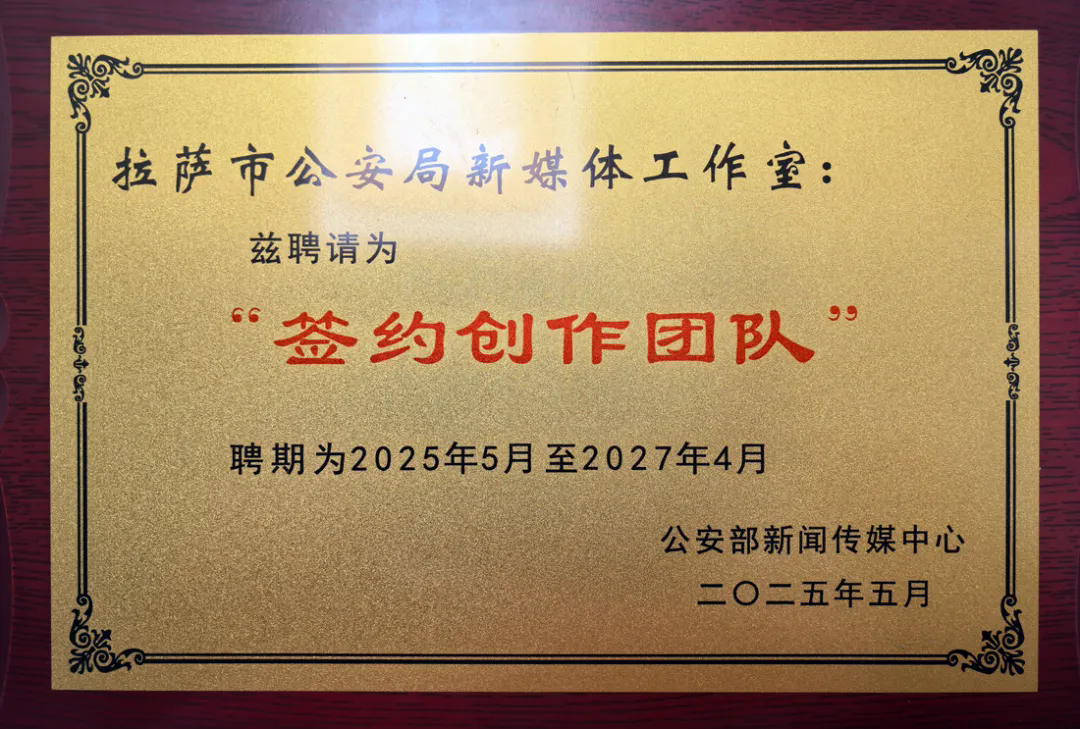 拉萨市公安局新媒体工作室：
兹聘请为
“签约创作团队”
聘期为2025年5月至2027年4月
公安部新闻传媒中心
二〇二五年五月